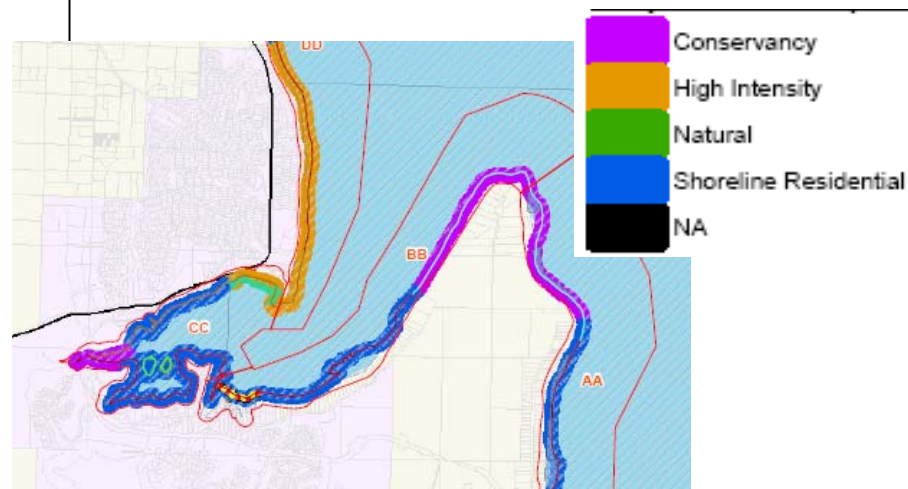 DD
Conservancy
High Intensity
Natural
Shoreline Residential
NA
BB
CC
AA